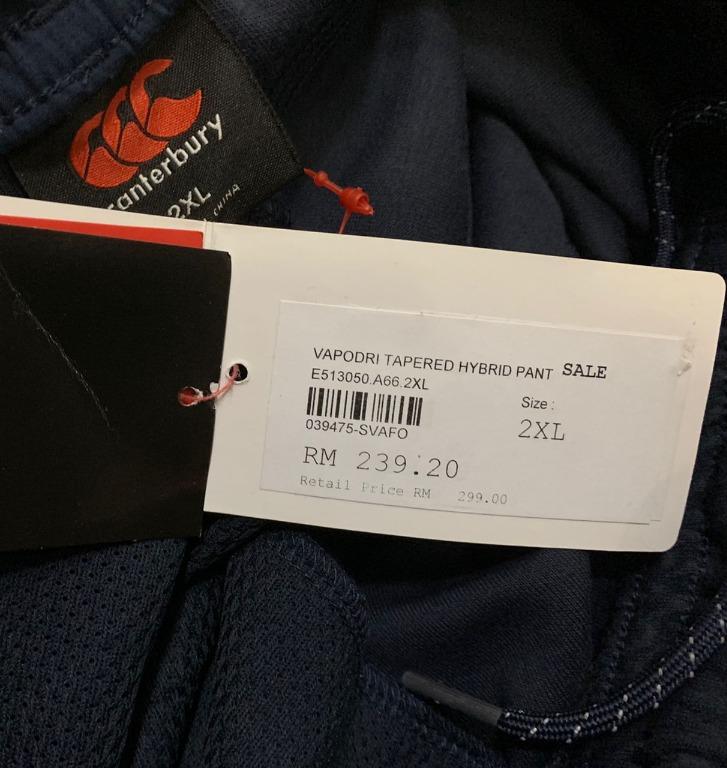 canterbury
2XL
CHINA
VAPODRI TAPERED HYBRID PANT SALE
E513050.A66.2XL
Size :
039475-SVAFO
2XL
RM 239.20
Retail Price RM 299.00